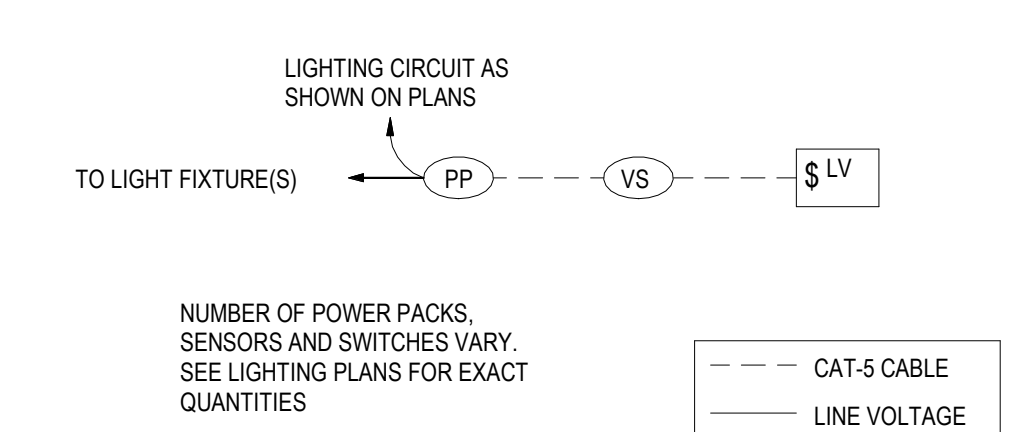 LIGHTING CIRCUIT AS
SHOWN ON PLANS
TO LIGHT FIXTURE(S)
PP
VS
$ LV
NUMBER OF POWER PACKS,
SENSORS AND SWITCHES VARY.
SEE LIGHTING PLANS FOR EXACT
QUANTITIES
CAT-5 CABLE
LINE VOLTAGE